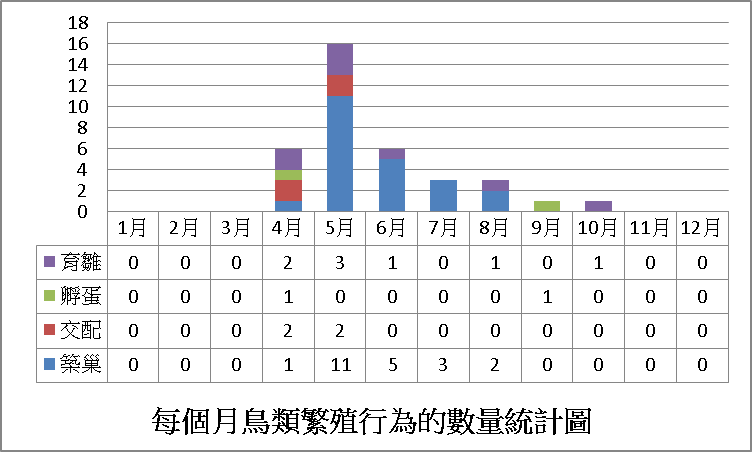 18
16
14
12
10
8
6
4
2
0
1月 2月 3月 4月 5月 6月 7月 8月 9月 10月 11月 12月
育雛 0 0 0 2 3 1 0 1 0 1 0 0
孵蛋 0 0 0 1 0 0 0 0 1 0 0 0
交配 0 0 0 2 2 0 0 0 0 0 0 0
築巢 0 0 0 1 11 5 3 2 0 0 0 0
每個月鳥類繁殖行為的數量統計圖